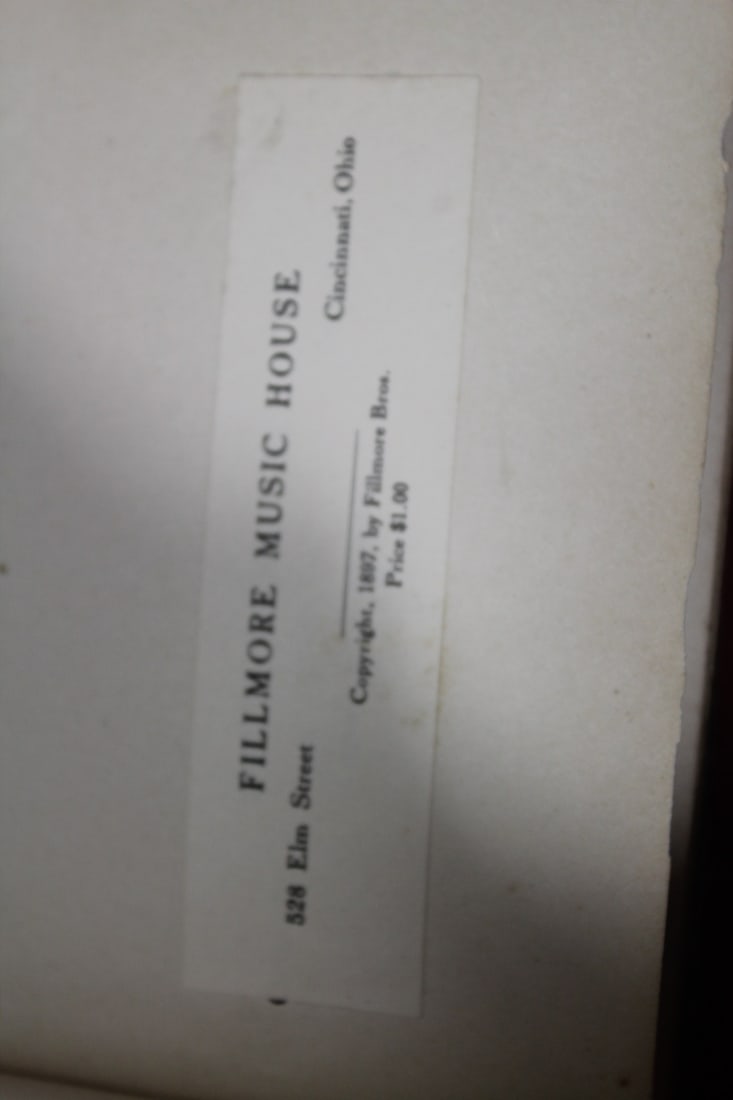 FILLMORE MUSIC HOUSE
528 Elm Street Cincinnati, Ohio
Copyright, 1897, by Fillmore Bros.
Price $1.00